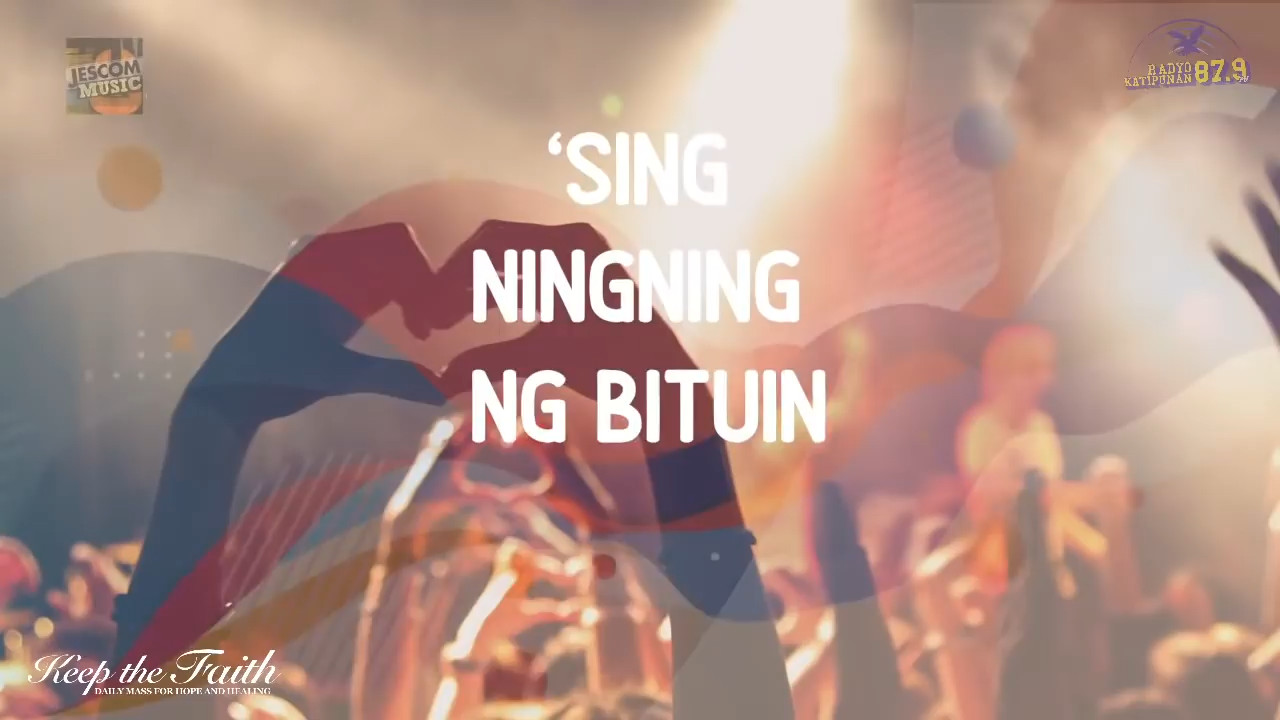 JESCOM
MUSIC
RADYO
KATIPUNAN 87.9
‘SING
NINGNING
NG BITUIN
Keep the Faith
DAILY MASS FOR HOPE AND HEALING